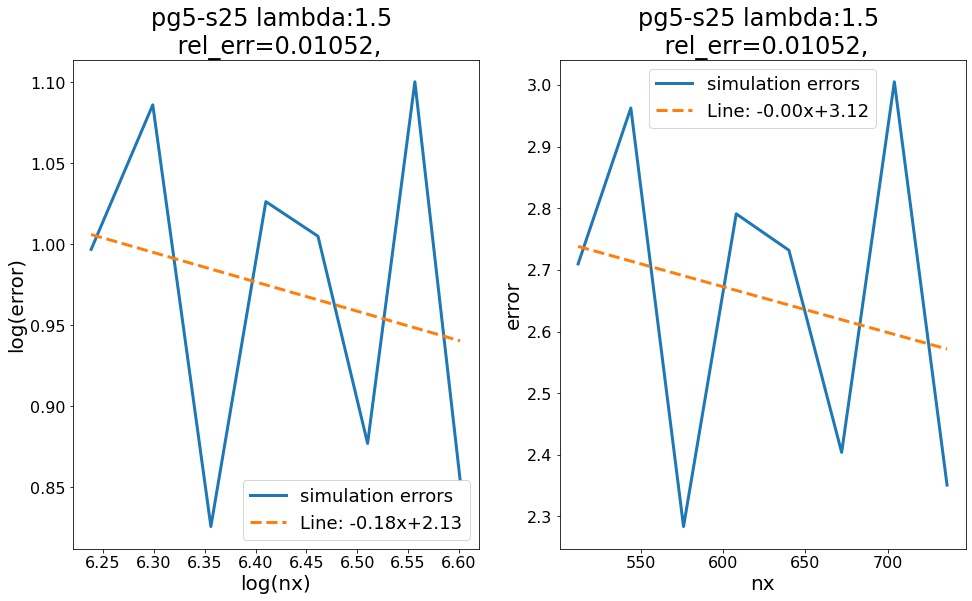 pg5-s25 lambda:1.5
rel_err=0.01052,
log(error)
1.10
1.05
1.00
0.95
0.90
0.85
simulation errors
Line: -0.18x+2.13
6.25 6.30 6.35 6.40 6.45 6.50 6.55 6.60
log(nx)
pg5-s25 lambda:1.5
rel_err=0.01052,
error
3.0
2.9
2.8
2.7
2.6
2.5
2.4
2.3
simulation errors
Line: -0.00x+3.12
550 600 650 700
nx